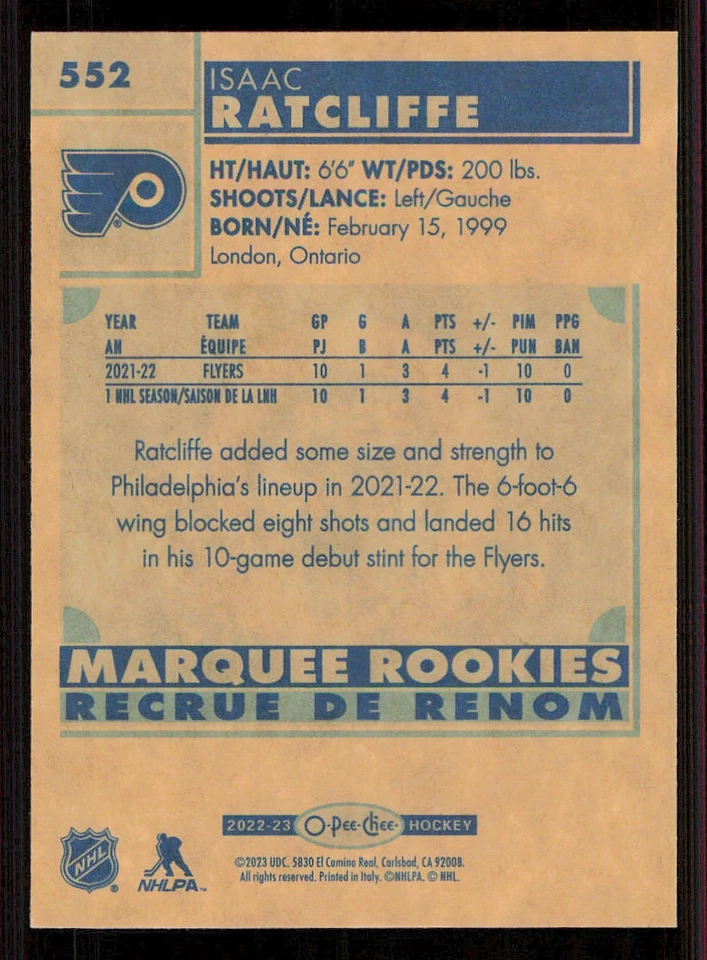 552
ISAAC
RATCLIFFE
HT/HAUT: 6'6" WT/PDS: 200 lbs.
SHOOTS/LANCE: Left/Gauche
BORN/NÉ: February 15, 1999
London, Ontario
YEAR TEAM GP G A PTS +/- PIM PPG
AN ÉQUIPE PJ B A PTS +/- PUN BAN
2021-22 FLYERS 10 1 3 4 -1 10 0
1 NHL SEASON/SAISON DE LA LNH 10 1 3 4 -1 10 0
Ratcliffe added some size and strength to
Philadelphia's lineup in 2021-22. The 6-foot-6
wing blocked eight shots and landed 16 hits
in his 10-game debut stint for the Flyers.
MARQUEE ROOKIES
RECRUE DE RENOM
2022-23 O-Pee-Chee HOCKEY
©2023 UDC. 5830 El Camino Real, Carlsbad, CA 92008.
All rights reserved. Printed in Italy. ©NHLPA. © NHL.
NHL ®
NHLPA™